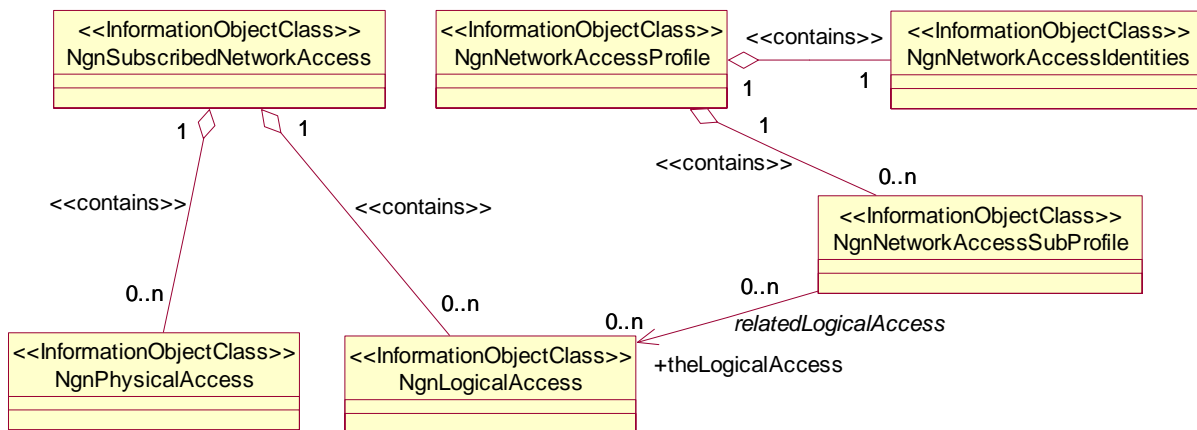 <<InformationObjectClass>>
NgnSubscribedNetworkAccess
<<InformationObjectClass>>
NgnNetworkAccessProfile
<<contains>>
<<InformationObjectClass>>
NgnNetworkAccessIdentities
1
1
1
1
1
<<contains>>
<<contains>>
<<contains>>
0..n
<<InformationObjectClass>>
NgnNetworkAccessSubProfile
0..n
0..n
0..n
0..n
relatedLogicalAccess
+theLogicalAccess
<<InformationObjectClass>>
NgnPhysicalAccess
<<InformationObjectClass>>
NgnLogicalAccess